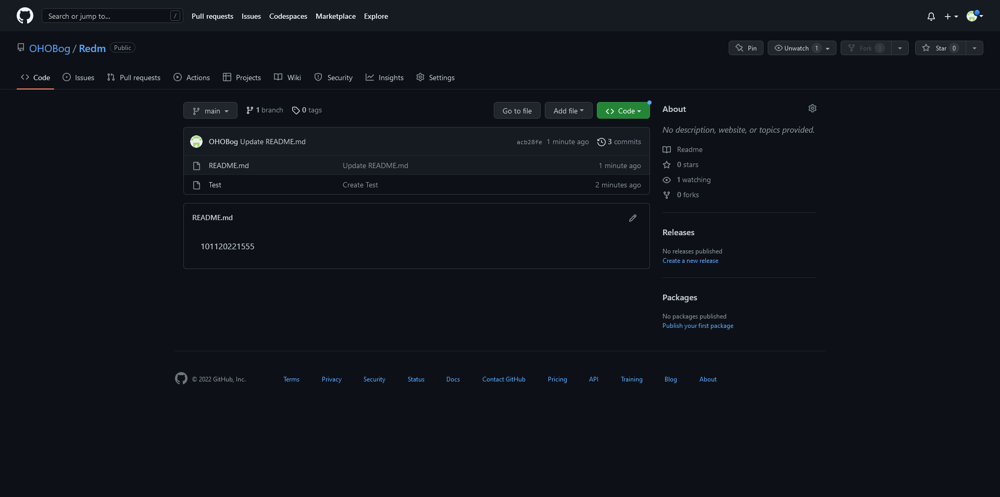 Search or jump to... /
Pull requests Issues Codespaces Marketplace Explore
OHOBog / Redm Public
Pin Unwatch 1 Fork 0 Star 0
Code Issues Pull requests Actions Projects Wiki Security Insights Settings
main 1 branch 0 tags Go to file Add file Code
OHOBog Update README.md acb28fe 1 minute ago 3 commits
README.md Update README.md 1 minute ago
Test Create Test 2 minutes ago
README.md
101120221555
About
No description, website, or topics provided.
Readme
0 stars
1 watching
0 forks
Releases
No releases published
Create a new release
Packages
No packages published
Publish your first package
© 2022 GitHub, Inc. Terms Privacy Security Status Docs Contact GitHub Pricing API Training Blog About